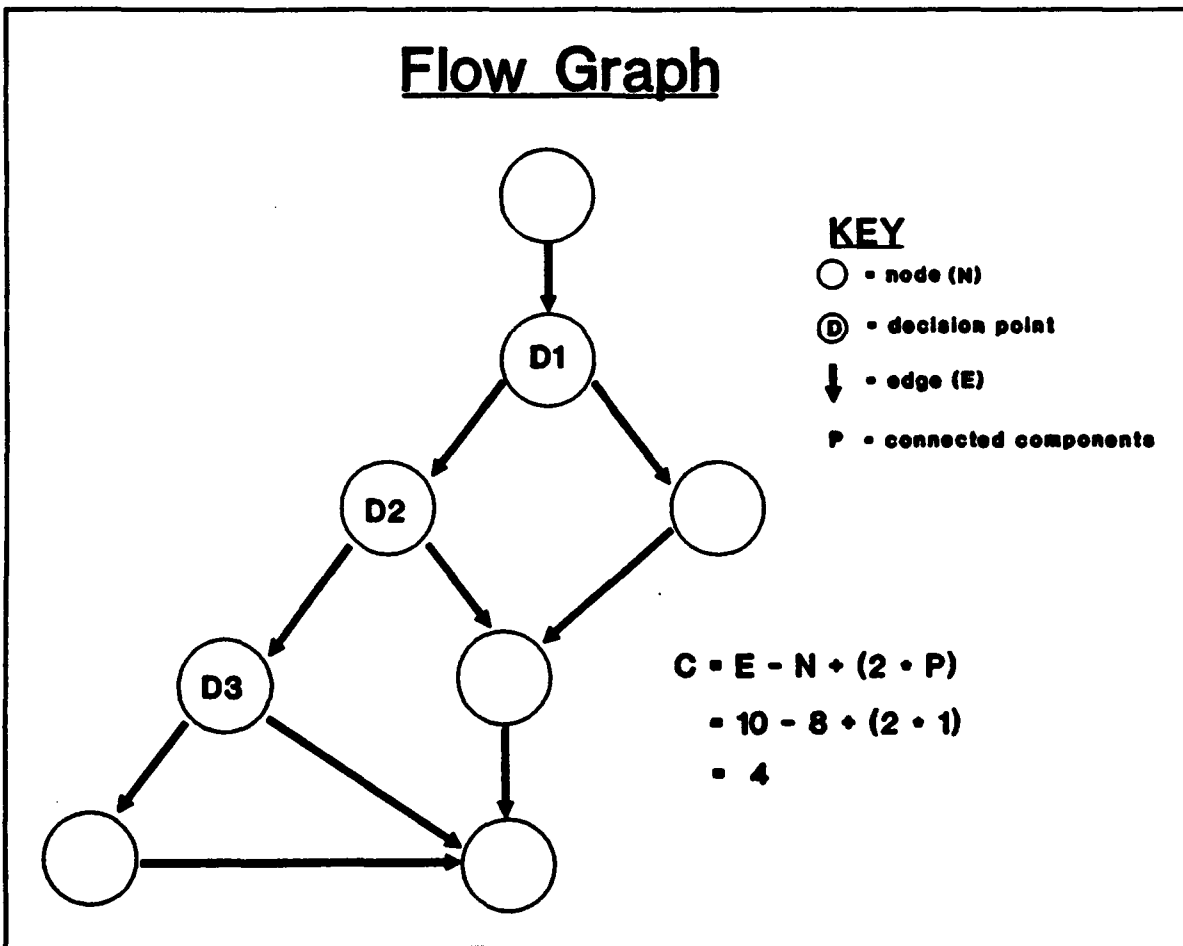 Flow Graph
KEY
= node (N)
D = decision point
= edge (E)
P = connected components
D1
D2
D3
C = E - N + (2 * P)
= 10 - 8 + (2 * 1)
= 4